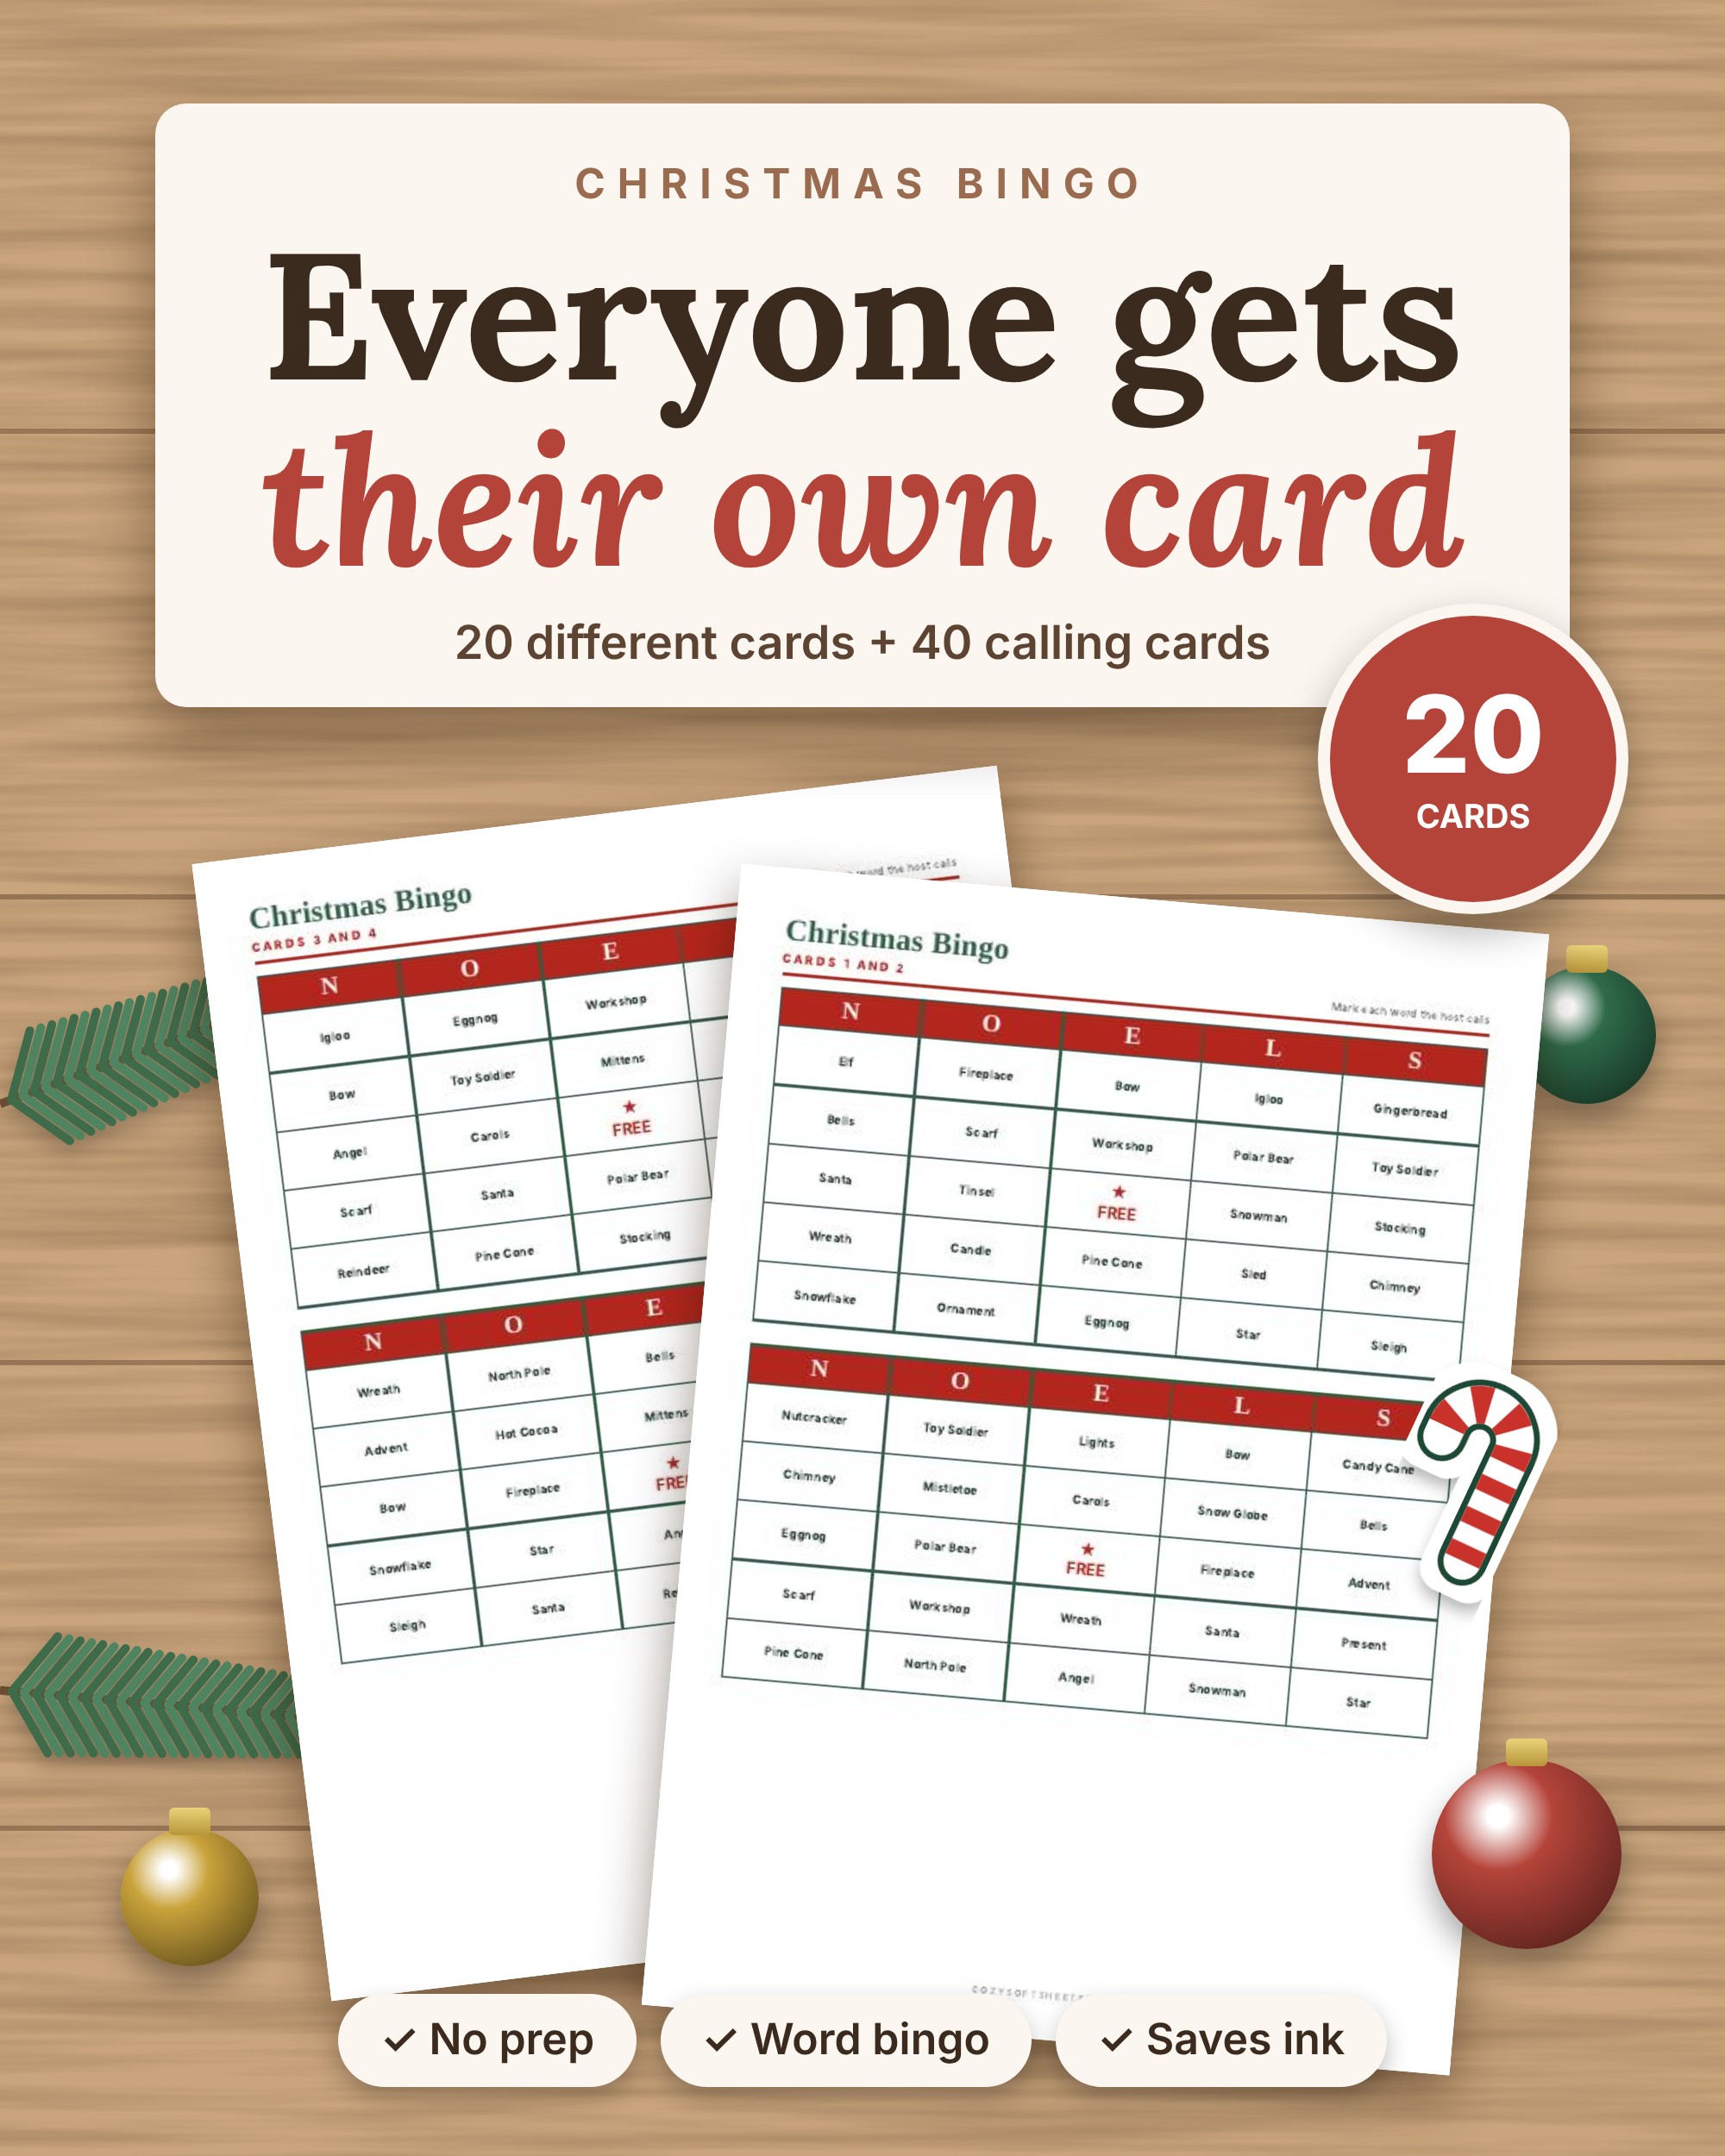 CHRISTMAS BINGO
Everyone gets
their own card
20 different cards + 40 calling cards
20
CARDS
Christmas Bingo
CARDS 3 AND 4
word the host calls
N O E
Igloo Eggnog Workshop
Bow Toy Soldier Mittens
Angel Carols ★ FREE
Scarf Santa Polar Bear
Reindeer Pine Cone Stocking
N O E
Wreath North Pole Bells
Advent Hot Cocoa Mittens
Bow Fireplace ★
Snowflake Star
Sleigh Santa
Christmas Bingo
CARDS 1 AND 2
Mark each word the host calls
N O E L S
Elf Fireplace Bow Igloo Gingerbread
Bells Scarf Workshop Polar Bear Toy Soldier
Santa Tinsel ★ FREE Snowman Stocking
Wreath Candle Pine Cone Sled Chimney
Snowflake Ornament Eggnog Star Sleigh
N O E L S
Nutcracker Toy Soldier Lights Bow Candy Cane
Chimney Mistletoe Carols Snow Globe Bells
Eggnog Polar Bear ★ FREE Fireplace Advent
Scarf Workshop Wreath Santa Present
Pine Cone North Pole Angel Snowman Star
✓ No prep
✓ Word bingo
✓ Saves ink